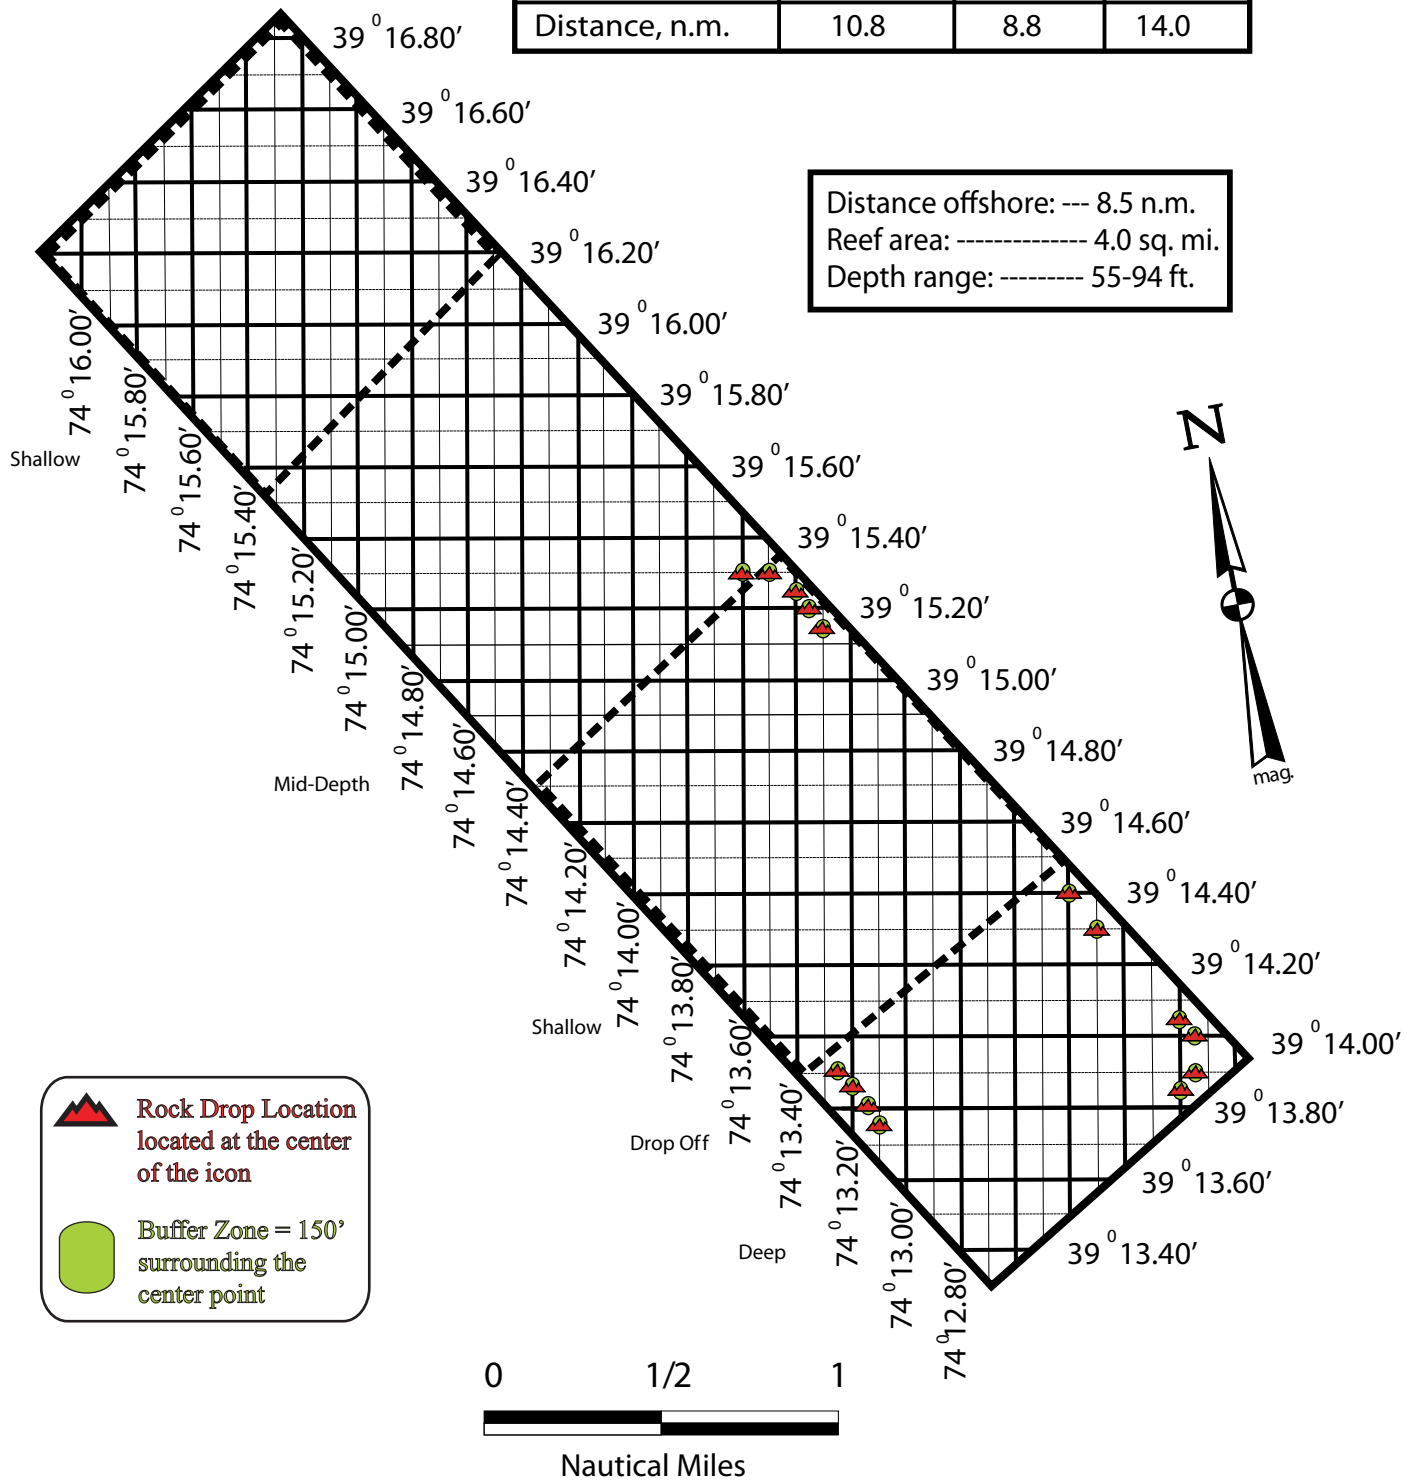 Distance, n.m. 10.8 8.8 14.0
39 0 16.80'
39 0 16.60'
39 0 16.40'
39 0 16.20'
39 0 16.00'
39 0 15.80'
39 0 15.60'
39 0 15.40'
39 0 15.20'
39 0 15.00'
39 0 14.80'
39 0 14.60'
39 0 14.40'
39 0 14.20'
39 0 14.00'
39 0 13.80'
39 0 13.60'
39 0 13.40'
Distance offshore: --- 8.5 n.m.
Reef area: -------------- 4.0 sq. mi.
Depth range: --------- 55-94 ft.
N
mag.
74 0 16.00'
74 0 15.80'
74 0 15.60'
74 0 15.40'
74 0 15.20'
74 0 15.00'
74 0 14.80'
74 0 14.60'
74 0 14.40'
74 0 14.20'
74 0 14.00'
74 0 13.80'
74 0 13.60'
74 0 13.40'
74 0 13.20'
74 0 13.00'
74 0 12.80'
Shallow
Mid-Depth
Shallow
Drop Off
Deep
Rock Drop Location
located at the center
of the icon
Buffer Zone = 150'
surrounding the
center point
0 1/2 1
Nautical Miles